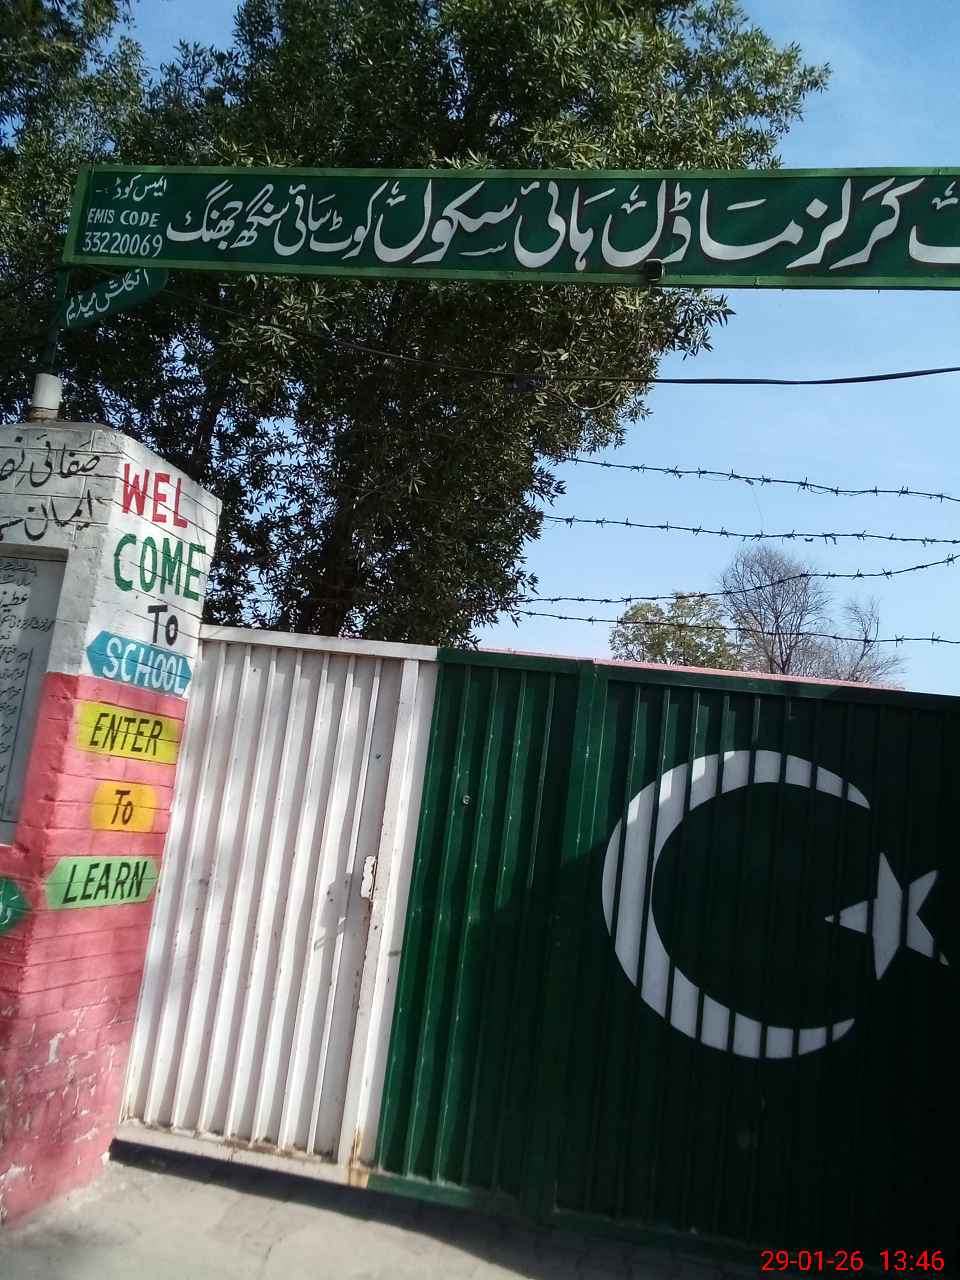 ایمس کوڈ
EMIS CODE
33220069
گرلز ماڈل ہائی سکول کوٹ سائی سنگھ جھنگ
انگلش میڈیم
صفائی
ایمان
WEL
COME
To
SCHOOL
ENTER
To
LEARN
29-01-26 13:46